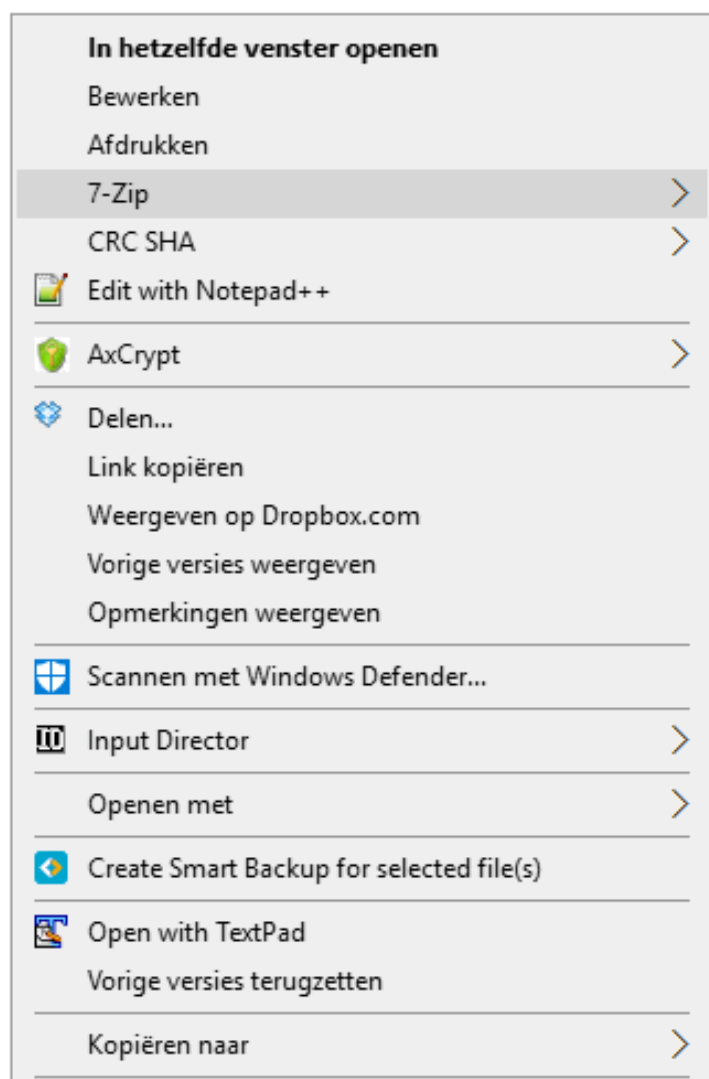 In hetzelfde venster openen
Bewerken
Afdrukken
7-Zip
CRC SHA
Edit with Notepad++
AxCrypt
Delen...
Link kopiëren
Weergeven op Dropbox.com
Vorige versies weergeven
Opmerkingen weergeven
Scannen met Windows Defender...
Input Director
Openen met
Create Smart Backup for selected file(s)
Open with TextPad
Vorige versies terugzetten
Kopiëren naar